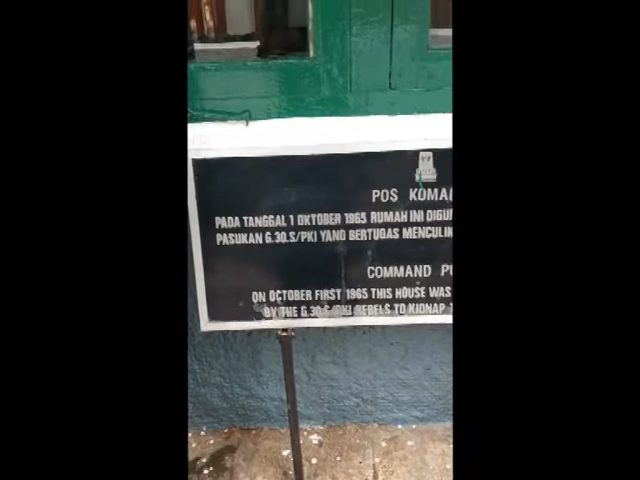 POS KOMA
PADA TANGGAL 1 OKTOBER 1965 RUMAH INI DIGU
PASUKAN G.30.S/PKI YANG BERTUGAS MENCULIK
COMMAND P
ON OCTOBER FIRST 1965 THIS HOUSE WAS
BY THE G.30.S/PKI REBELS TO KIDNAP